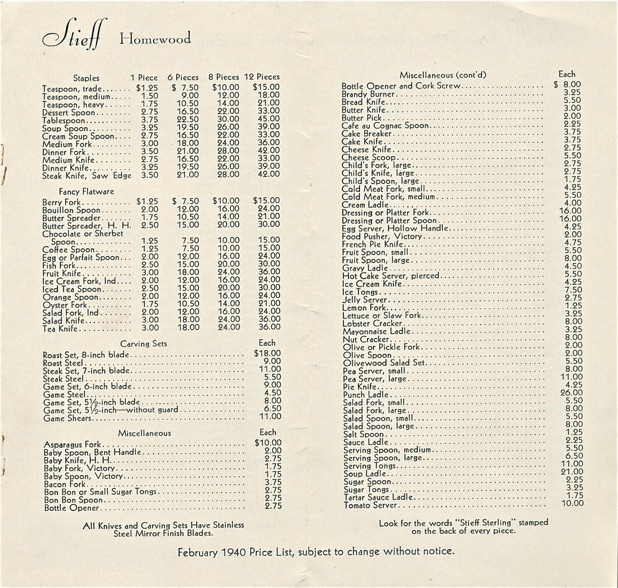 Stieff Homewood
Staples 1 Piece 6 Pieces 8 Pieces 12 Pieces
Teaspoon, trade $1.25 $ 7.50 $10.00 $15.00
Teaspoon, medium 1.50 9.00 12.00 18.00
Teaspoon, heavy 1.75 10.50 14.00 21.00
Dessert Spoon 2.75 16.50 22.00 33.00
Tablespoon 3.75 22.50 30.00 45.00
Soup Spoon 3.25 19.50 26.00 39.00
Cream Soup Spoon 2.75 16.50 22.00 33.00
Medium Fork 3.00 18.00 24.00 36.00
Dinner Fork 3.50 21.00 28.00 42.00
Medium Knife 2.75 16.50 22.00 33.00
Dinner Knife 3.25 19.50 26.00 39.00
Steak Knife, Saw Edge 3.50 21.00 28.00 42.00
Fancy Flatware
Berry Fork $1.25 $ 7.50 $10.00 $15.00
Bouillon Spoon 2.00 12.00 16.00 24.00
Butter Spreader 1.75 10.50 14.00 21.00
Butter Spreader, H. H. 2.50 15.00 20.00 30.00
Chocolate or Sherbet
Spoon 1.25 7.50 10.00 15.00
Coffee Spoon 1.25 7.50 10.00 15.00
Egg or Parfait Spoon 2.00 12.00 16.00 24.00
Fish Fork 2.50 15.00 20.00 30.00
Fruit Knife 3.00 18.00 24.00 36.00
Ice Cream Fork, Ind. 2.00 12.00 16.00 24.00
Iced Tea Spoon 2.50 15.00 20.00 30.00
Orange Spoon 2.00 12.00 16.00 24.00
Oyster Fork 1.75 10.50 14.00 21.00
Salad Fork, Ind. 2.00 12.00 16.00 24.00
Salad Knife 3.00 18.00 24.00 36.00
Tea Knife 3.00 18.00 24.00 36.00
Carving Sets Each
Roast Set, 8-inch blade $18.00
Roast Steel 9.00
Steak Set, 7-inch blade 11.00
Steak Steel 5.50
Game Set, 6-inch blade 9.00
Game Steel 4.50
Game Set, 5½-inch blade 8.00
Game Set, 5½-inch—without guard 6.50
Game Shears 11.00
Miscellaneous Each
Asparagus Fork $10.00
Baby Spoon, Bent Handle 2.00
Baby Knife, H. H. 2.75
Baby Fork, Victory 1.75
Baby Spoon, Victory 1.75
Bacon Fork 3.75
Bon Bon or Small Sugar Tongs 2.75
Bon Bon Spoon 2.75
Bottle Opener 2.75
All Knives and Carving Sets Have Stainless
Steel Mirror Finish Blades.
Miscellaneous (cont'd) Each
Bottle Opener and Cork Screw $ 8.00
Brandy Burner 3.25
Bread Knife 5.50
Butter Knife 3.00
Butter Pick 2.00
Cafe au Cognac Spoon 2.25
Cake Breaker 3.75
Cake Knife 3.75
Cheese Knife 2.75
Cheese Scoop 5.50
Child's Fork, large 2.25
Child's Knife, large 2.75
Child's Spoon, large 1.75
Cold Meat Fork, small 4.25
Cold Meat Fork, medium 5.50
Cream Ladle 4.00
Dressing or Platter Fork 16.00
Dressing or Platter Spoon 16.00
Egg Server, Hollow Handle 4.25
Food Pusher, Victory 2.00
French Pie Knife 4.75
Fruit Spoon, small 5.50
Fruit Spoon, large 8.00
Gravy Ladle 4.50
Hot Cake Server, pierced 5.50
Ice Cream Knife 4.25
Ice Tongs 7.50
Jelly Server 2.75
Lemon Fork 1.25
Lettuce or Slaw Fork 3.25
Lobster Cracker 8.00
Mayonnaise Ladle 3.25
Nut Cracker 8.00
Olive or Pickle Fork 2.00
Olive Spoon 2.00
Olivewood Salad Set 5.50
Pea Server, small 8.00
Pea Server, large 11.00
Pie Knife 4.25
Punch Ladle 26.00
Salad Fork, small 5.50
Salad Fork, large 8.00
Salad Spoon, small 5.50
Salad Spoon, large 8.00
Salt Spoon 1.25
Sauce Ladle 2.25
Serving Spoon, medium 5.50
Serving Spoon, large 6.50
Serving Tongs 11.00
Soup Ladle 21.00
Sugar Spoon 2.25
Sugar Tongs 3.25
Tartar Sauce Ladle 1.75
Tomato Server 10.00
Look for the words "Stieff Sterling" stamped
on the back of every piece.
February 1940 Price List, subject to change without notice.